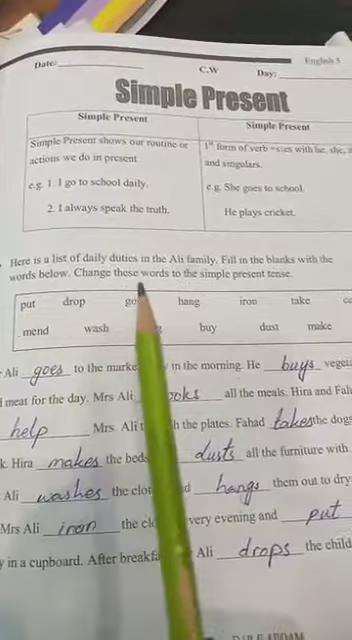 Date:
C.W
Day:
English 5
Simple Present
Simple Present
Simple Present
Simple Present shows our routine or
actions we do in present
e.g. 1. I go to school daily.
2. I always speak the truth.
1st form of verb +s/es with he, she,
and singulars.
e.g. She goes to school.
He plays cricket.
Here is a list of daily duties in the Ali family. Fill in the blanks with the
words below. Change these words to the simple present tense.
put drop go hang iron take
mend wash buy dust make
Ali goes to the in the morning. He buys
meat for the day. Mrs Ali all the meals. Hira and
help Mrs. Ali the plates. Fahad takes the dogs
Hira makes the dusts all the furniture with
Ali washes the hangs them out to dry
Mrs Ali iron the very evening and put
in a cupboard. After Ali drops the